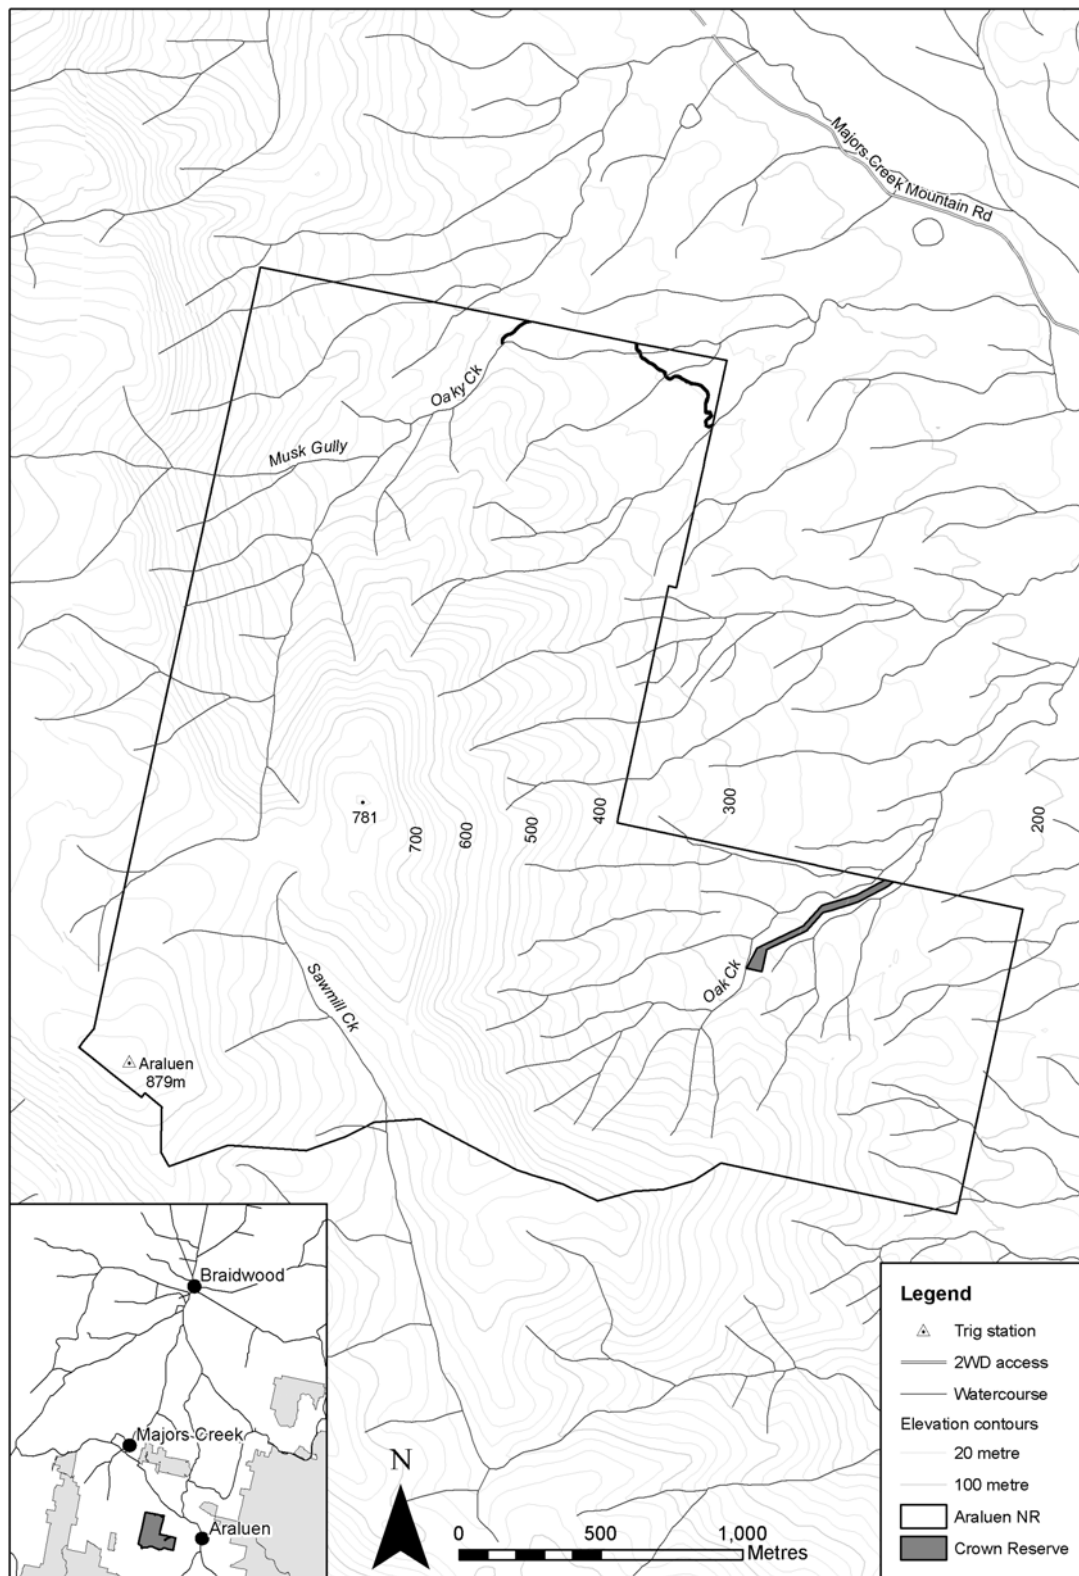 Majors Creek Mountain Rd
Oaky Ck
Musk Gully
781
700
600
500
400
300
200
Oak Ck
Sawmill Ck
Araluen
879m
Braidwood
Majors Creek
Araluen
N
0 500 1,000
Metres
Legend
Trig station
2WD access
Watercourse
Elevation contours
20 metre
100 metre
Araluen NR
Crown Reserve